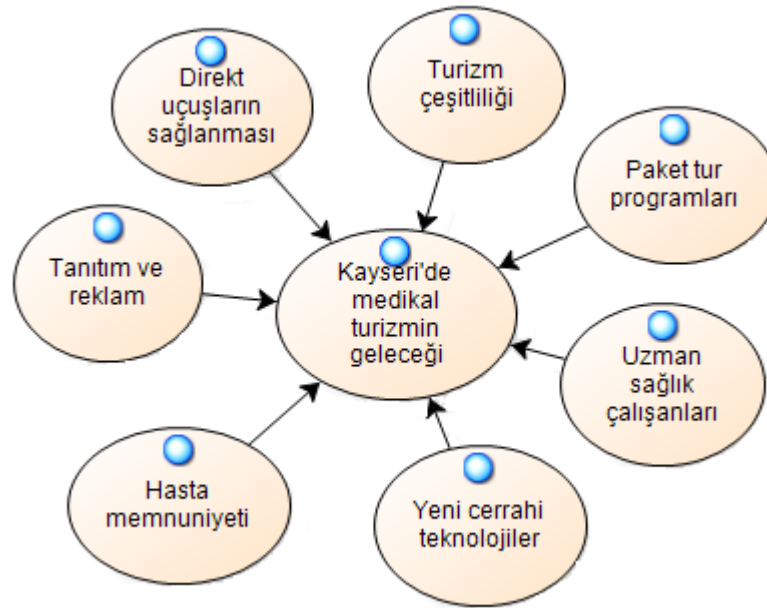 Direkt
uçuşların
sağlanması
Turizm
çeşitliliği
Paket tur
programları
Tanıtım ve
reklam
Kayseri'de
medikal
turizmin
geleceği
Uzman
sağlık
çalışanları
Hasta
memnuniyeti
Yeni cerrahi
teknolojiler